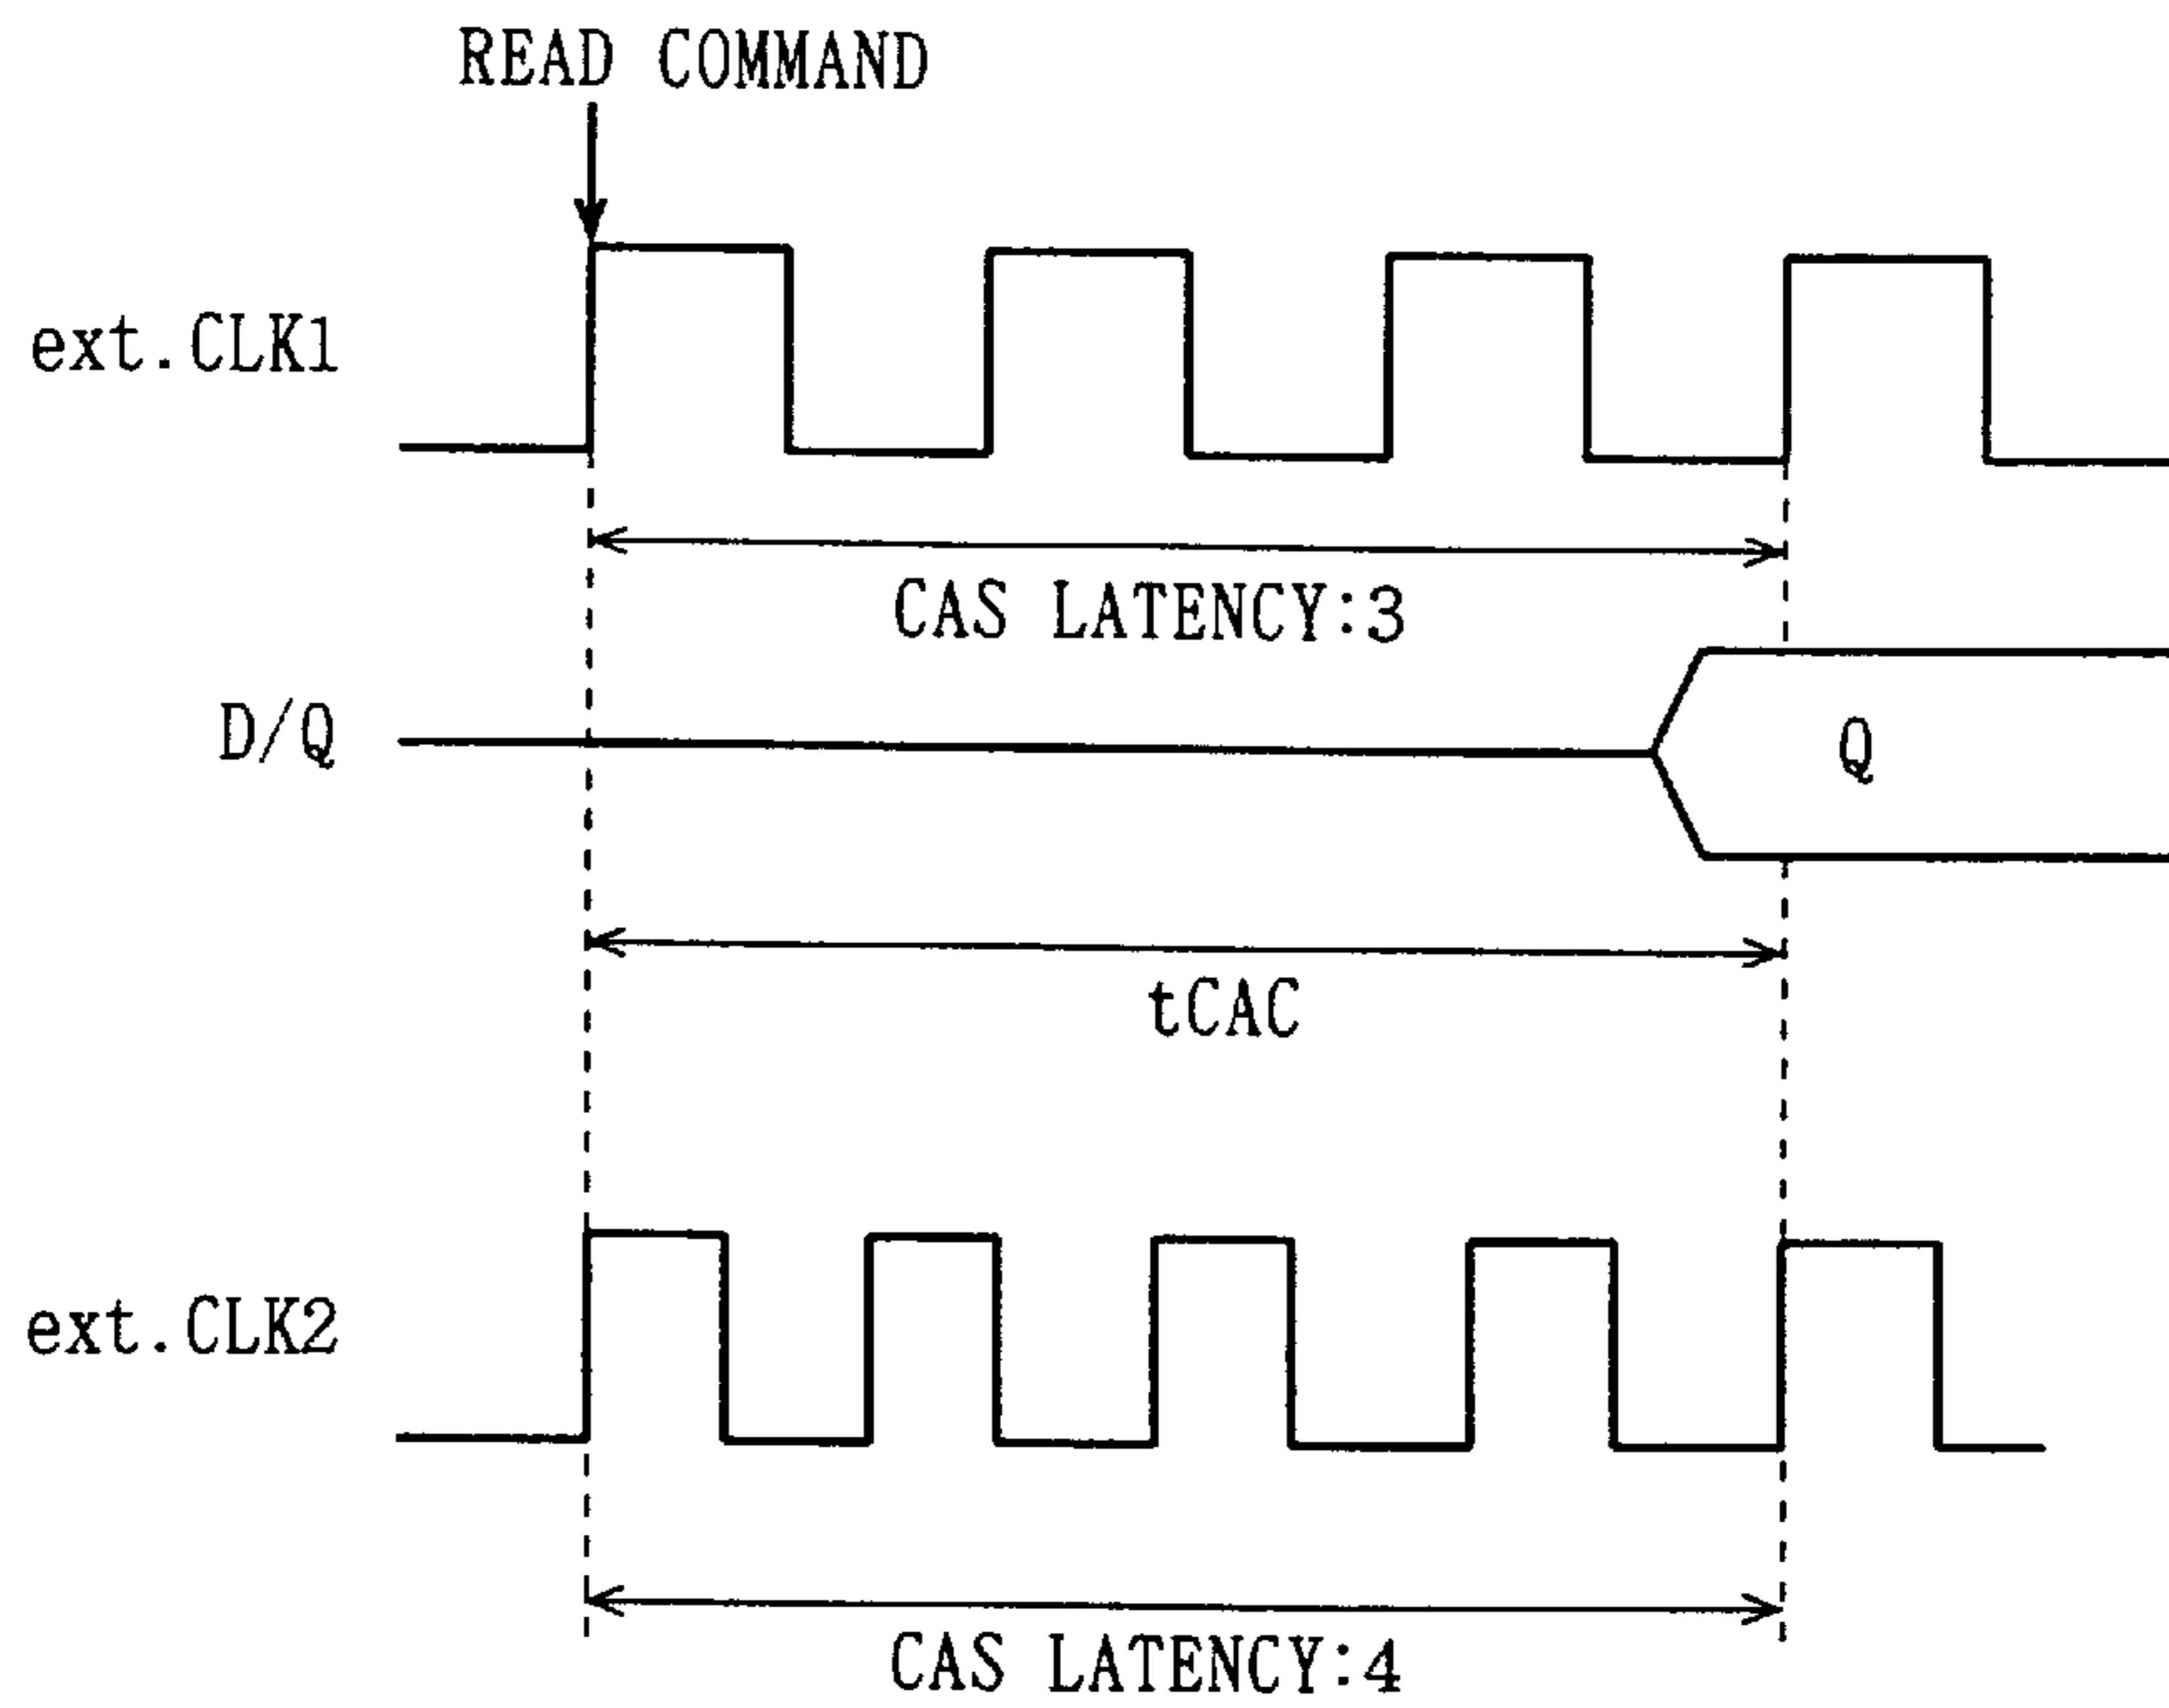 READ COMMAND
ext.CLK1
CAS LATENCY:3
D/Q
Q
tCAC
ext.CLK2
CAS LATENCY:4